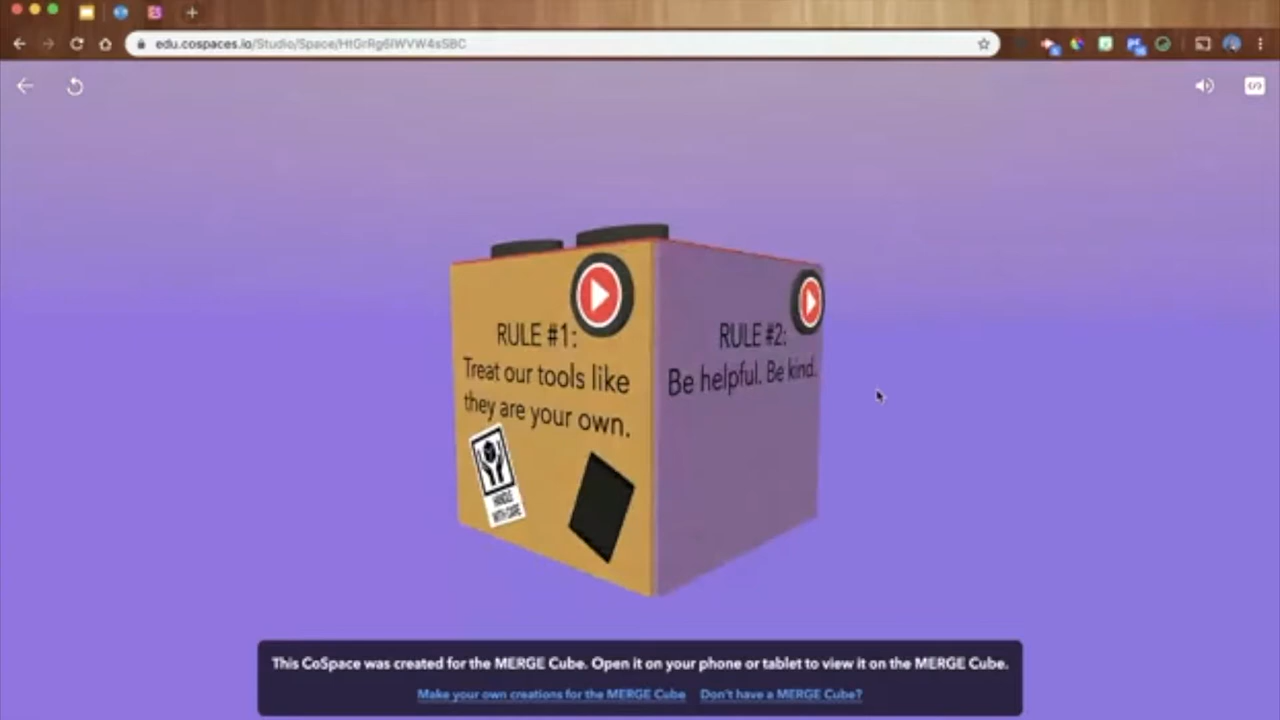 edu.cospaces.io/Studio/Space/HtGrRg6IWVW4sSBC
RULE #1:
Treat our tools like
they are your own.
HANDLE
WITH CARE
RULE #2:
Be helpful. Be kind.
This CoSpace was created for the MERGE Cube. Open it on your phone or tablet to view it on the MERGE Cube.
Make your own creations for the MERGE Cube Don't have a MERGE Cube?